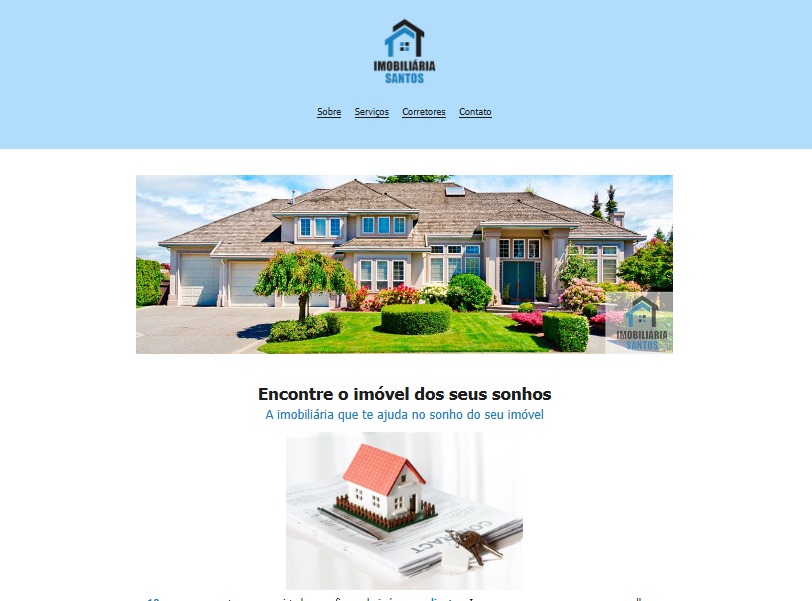 IMOBILIÁRIA
SANTOS
Sobre Serviços Corretores Contato
IMOBILIÁRIA
SANTOS
Encontre o imóvel dos seus sonhos
A imobiliária que te ajuda no sonho do seu imóvel
CONTRACT